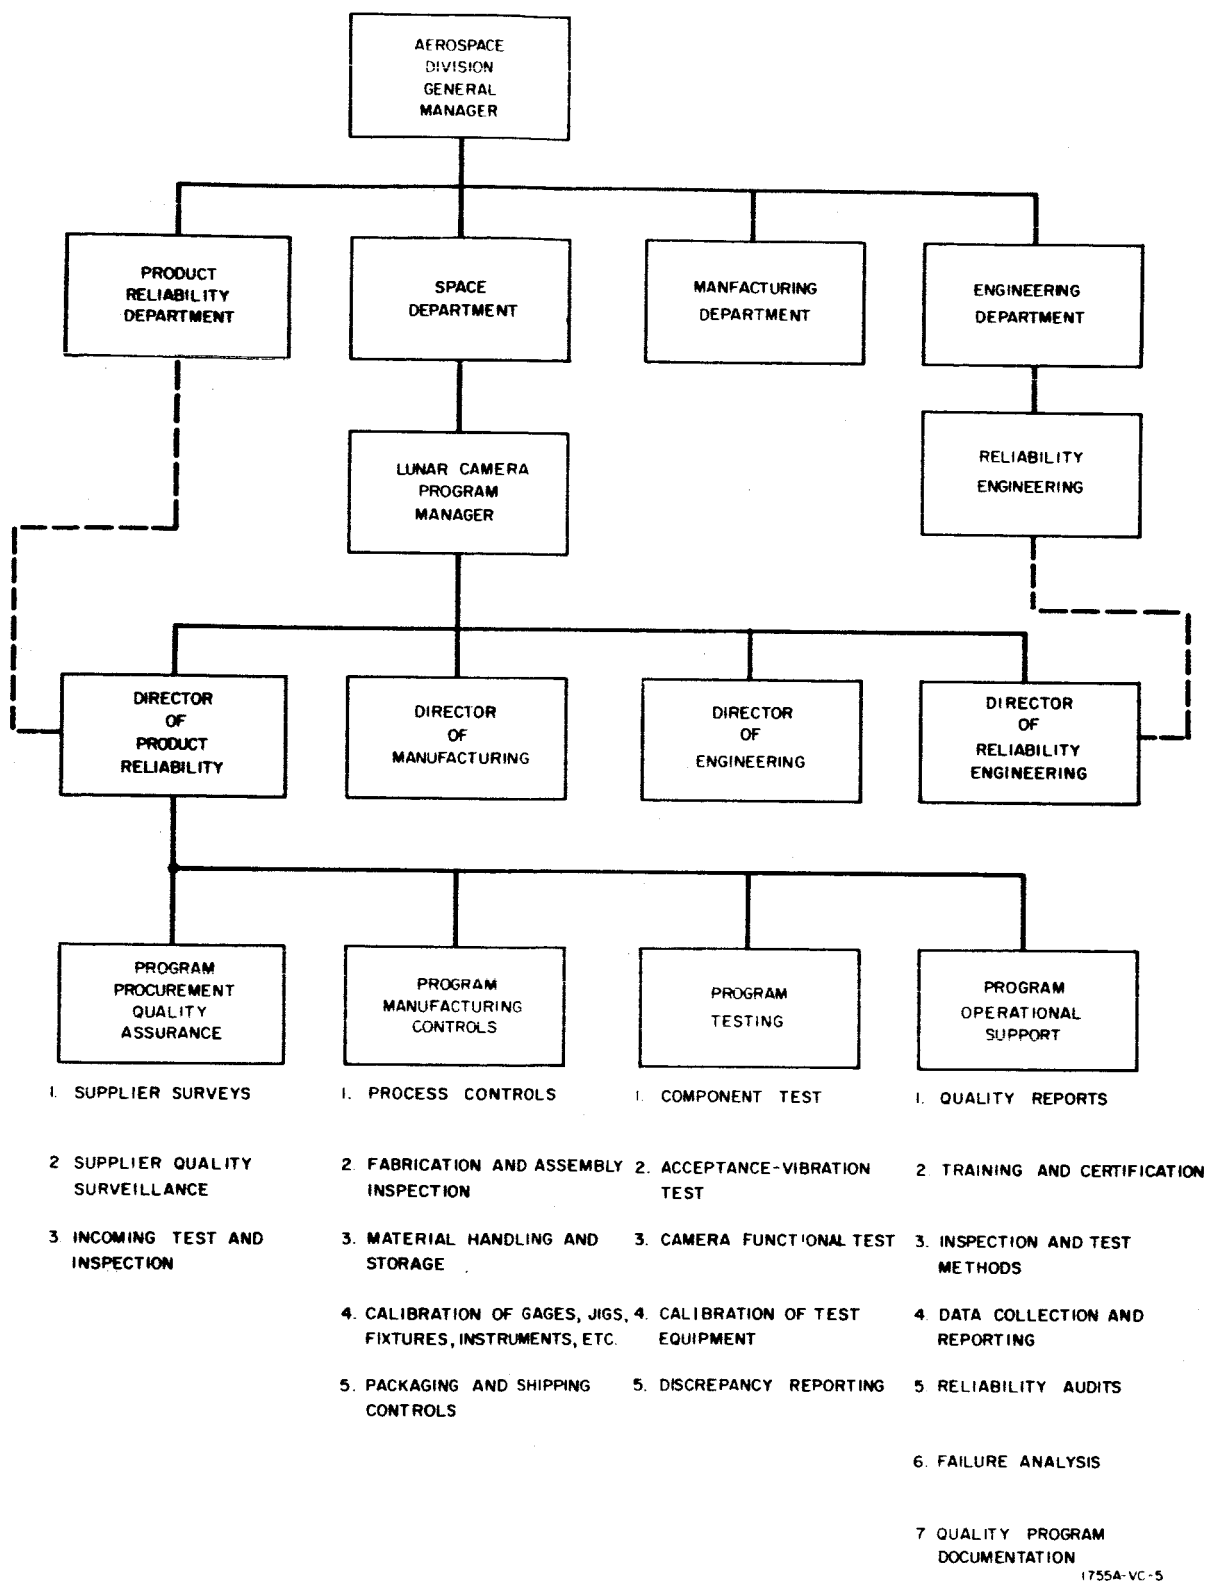 AEROSPACE
DIVISION
GENERAL
MANAGER
PRODUCT
RELIABILITY
DEPARTMENT
SPACE
DEPARTMENT
MANFACTURING
DEPARTMENT
ENGINEERING
DEPARTMENT
LUNAR CAMERA
PROGRAM
MANAGER
RELIABILITY
ENGINEERING
DIRECTOR
OF
PRODUCT
RELIABILITY
DIRECTOR
OF
MANUFACTURING
DIRECTOR
OF
ENGINEERING
DIRECTOR
OF
RELIABILITY
ENGINEERING
PROGRAM
PROCUREMENT
QUALITY
ASSURANCE
1. SUPPLIER SURVEYS
2 SUPPLIER QUALITY
SURVEILLANCE
3. INCOMING TEST AND
INSPECTION
PROGRAM
MANUFACTURING
CONTROLS
1. PROCESS CONTROLS
2. FABRICATION AND ASSEMBLY
INSPECTION
3. MATERIAL HANDLING AND
STORAGE
4. CALIBRATION OF GAGES, JIGS,
FIXTURES, INSTRUMENTS, ETC.
5. PACKAGING AND SHIPPING
CONTROLS
PROGRAM
TESTING
1. COMPONENT TEST
2. ACCEPTANCE-VIBRATION
TEST
3. CAMERA FUNCTIONAL TEST
4. CALIBRATION OF TEST
EQUIPMENT
5. DISCREPANCY REPORTING
PROGRAM
OPERATIONAL
SUPPORT
1. QUALITY REPORTS
2. TRAINING AND CERTIFICATION
3. INSPECTION AND TEST
METHODS
4. DATA COLLECTION AND
REPORTING
5. RELIABILITY AUDITS
6. FAILURE ANALYSIS
7 QUALITY PROGRAM
DOCUMENTATION
1755A-VC-5